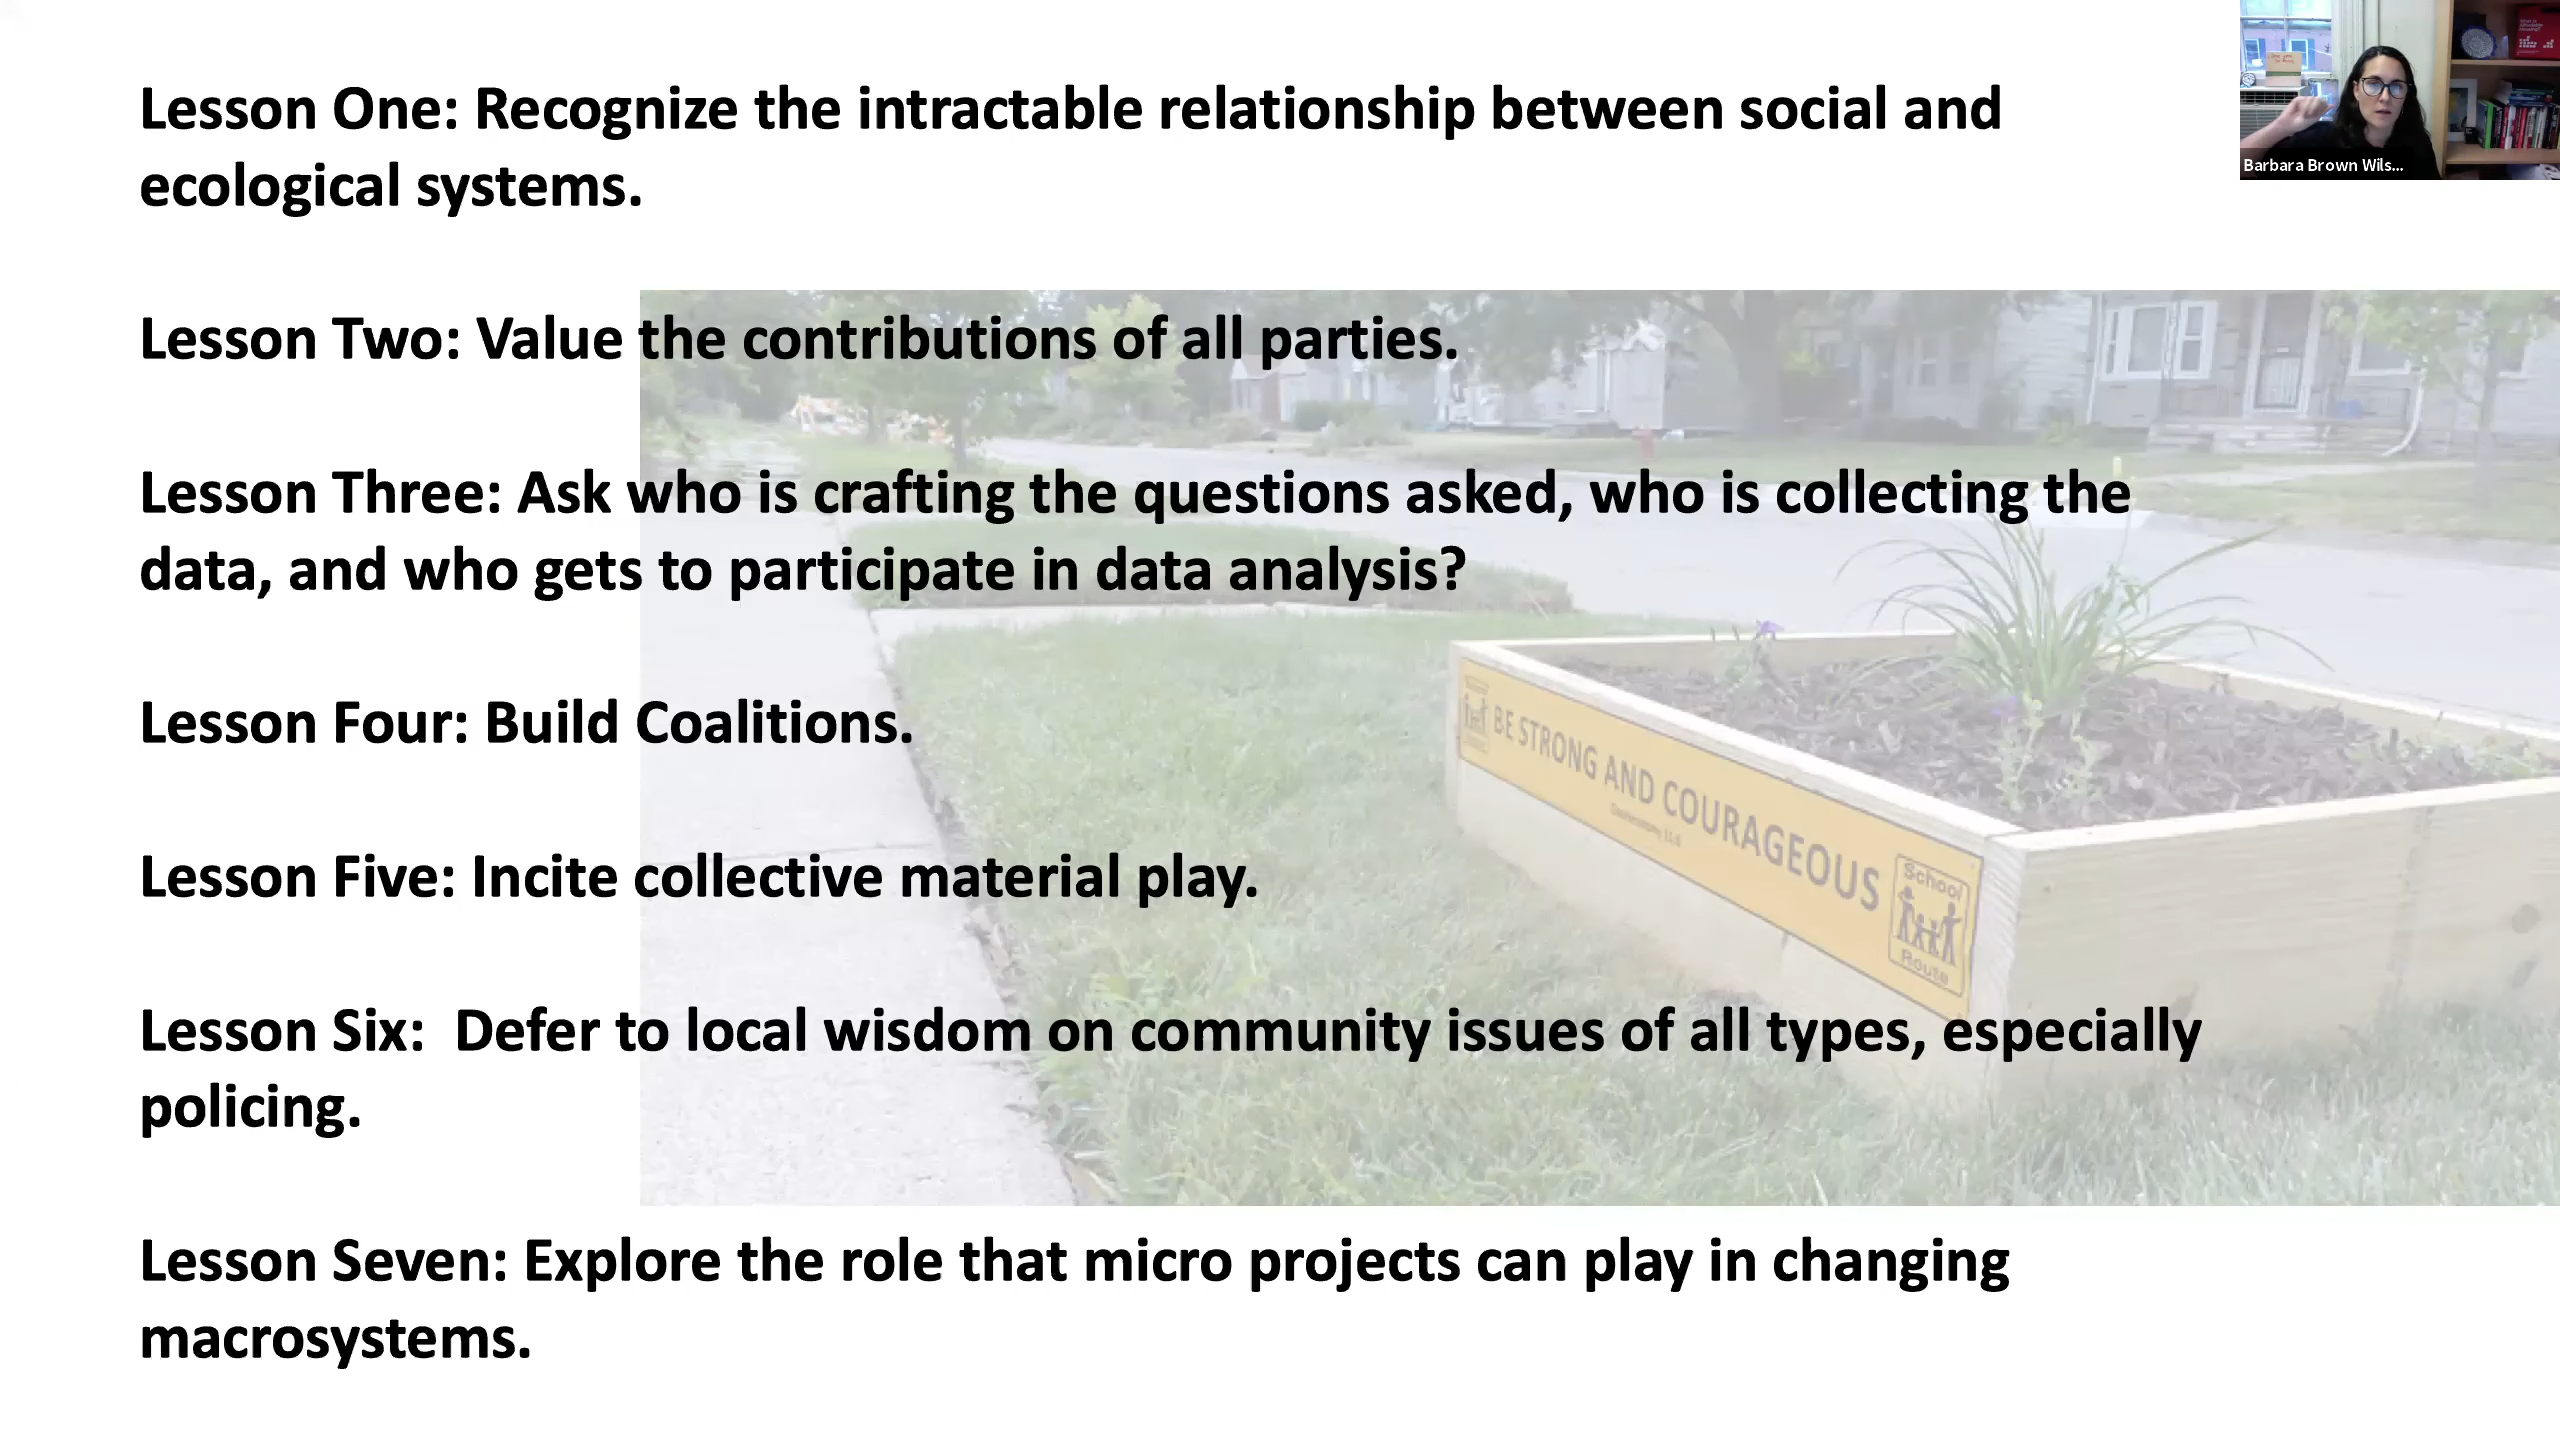 Lesson One: Recognize the intractable relationship between social and
ecological systems.
Barbara Brown Wils...
Lesson Two: Value the contributions of all parties.
Lesson Three: Ask who is crafting the questions asked, who is collecting the
data, and who gets to participate in data analysis?
Lesson Four: Build Coalitions.
Lesson Five: Incite collective material play.
Lesson Six:  Defer to local wisdom on community issues of all types, especially
policing.
Lesson Seven: Explore the role that micro projects can play in changing
macrosystems.
BE STRONG AND COURAGEOUS
School
Route